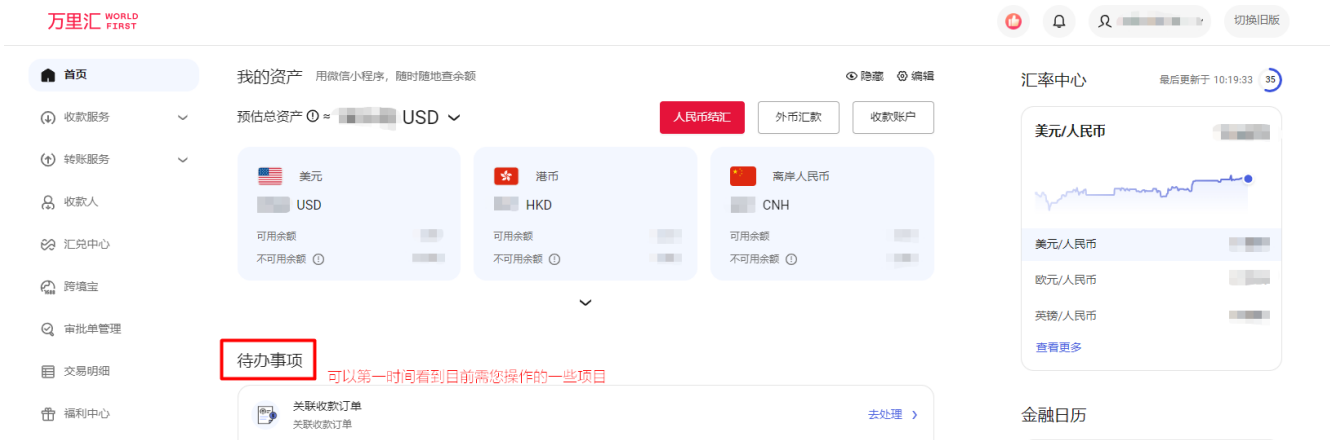 万里汇 WORLD FIRST
切换旧版
首页
收款服务
转账服务
收款人
汇兑中心
跨境宝
审批单管理
交易明细
福利中心
我的资产 用微信小程序，随时随地查余额
隐藏 编辑
预估总资产 ≈ USD
人民币结汇 外币汇款 收款账户
美元
USD
可用余额
不可用余额
港币
HKD
可用余额
不可用余额
离岸人民币
CNH
可用余额
不可用余额
待办事项
可以第一时间看到目前需您操作的一些项目
关联收款订单
关联收款订单
去处理
汇率中心 最后更新于 10:19:33 35
美元/人民币
美元/人民币
欧元/人民币
英镑/人民币
查看更多
金融日历